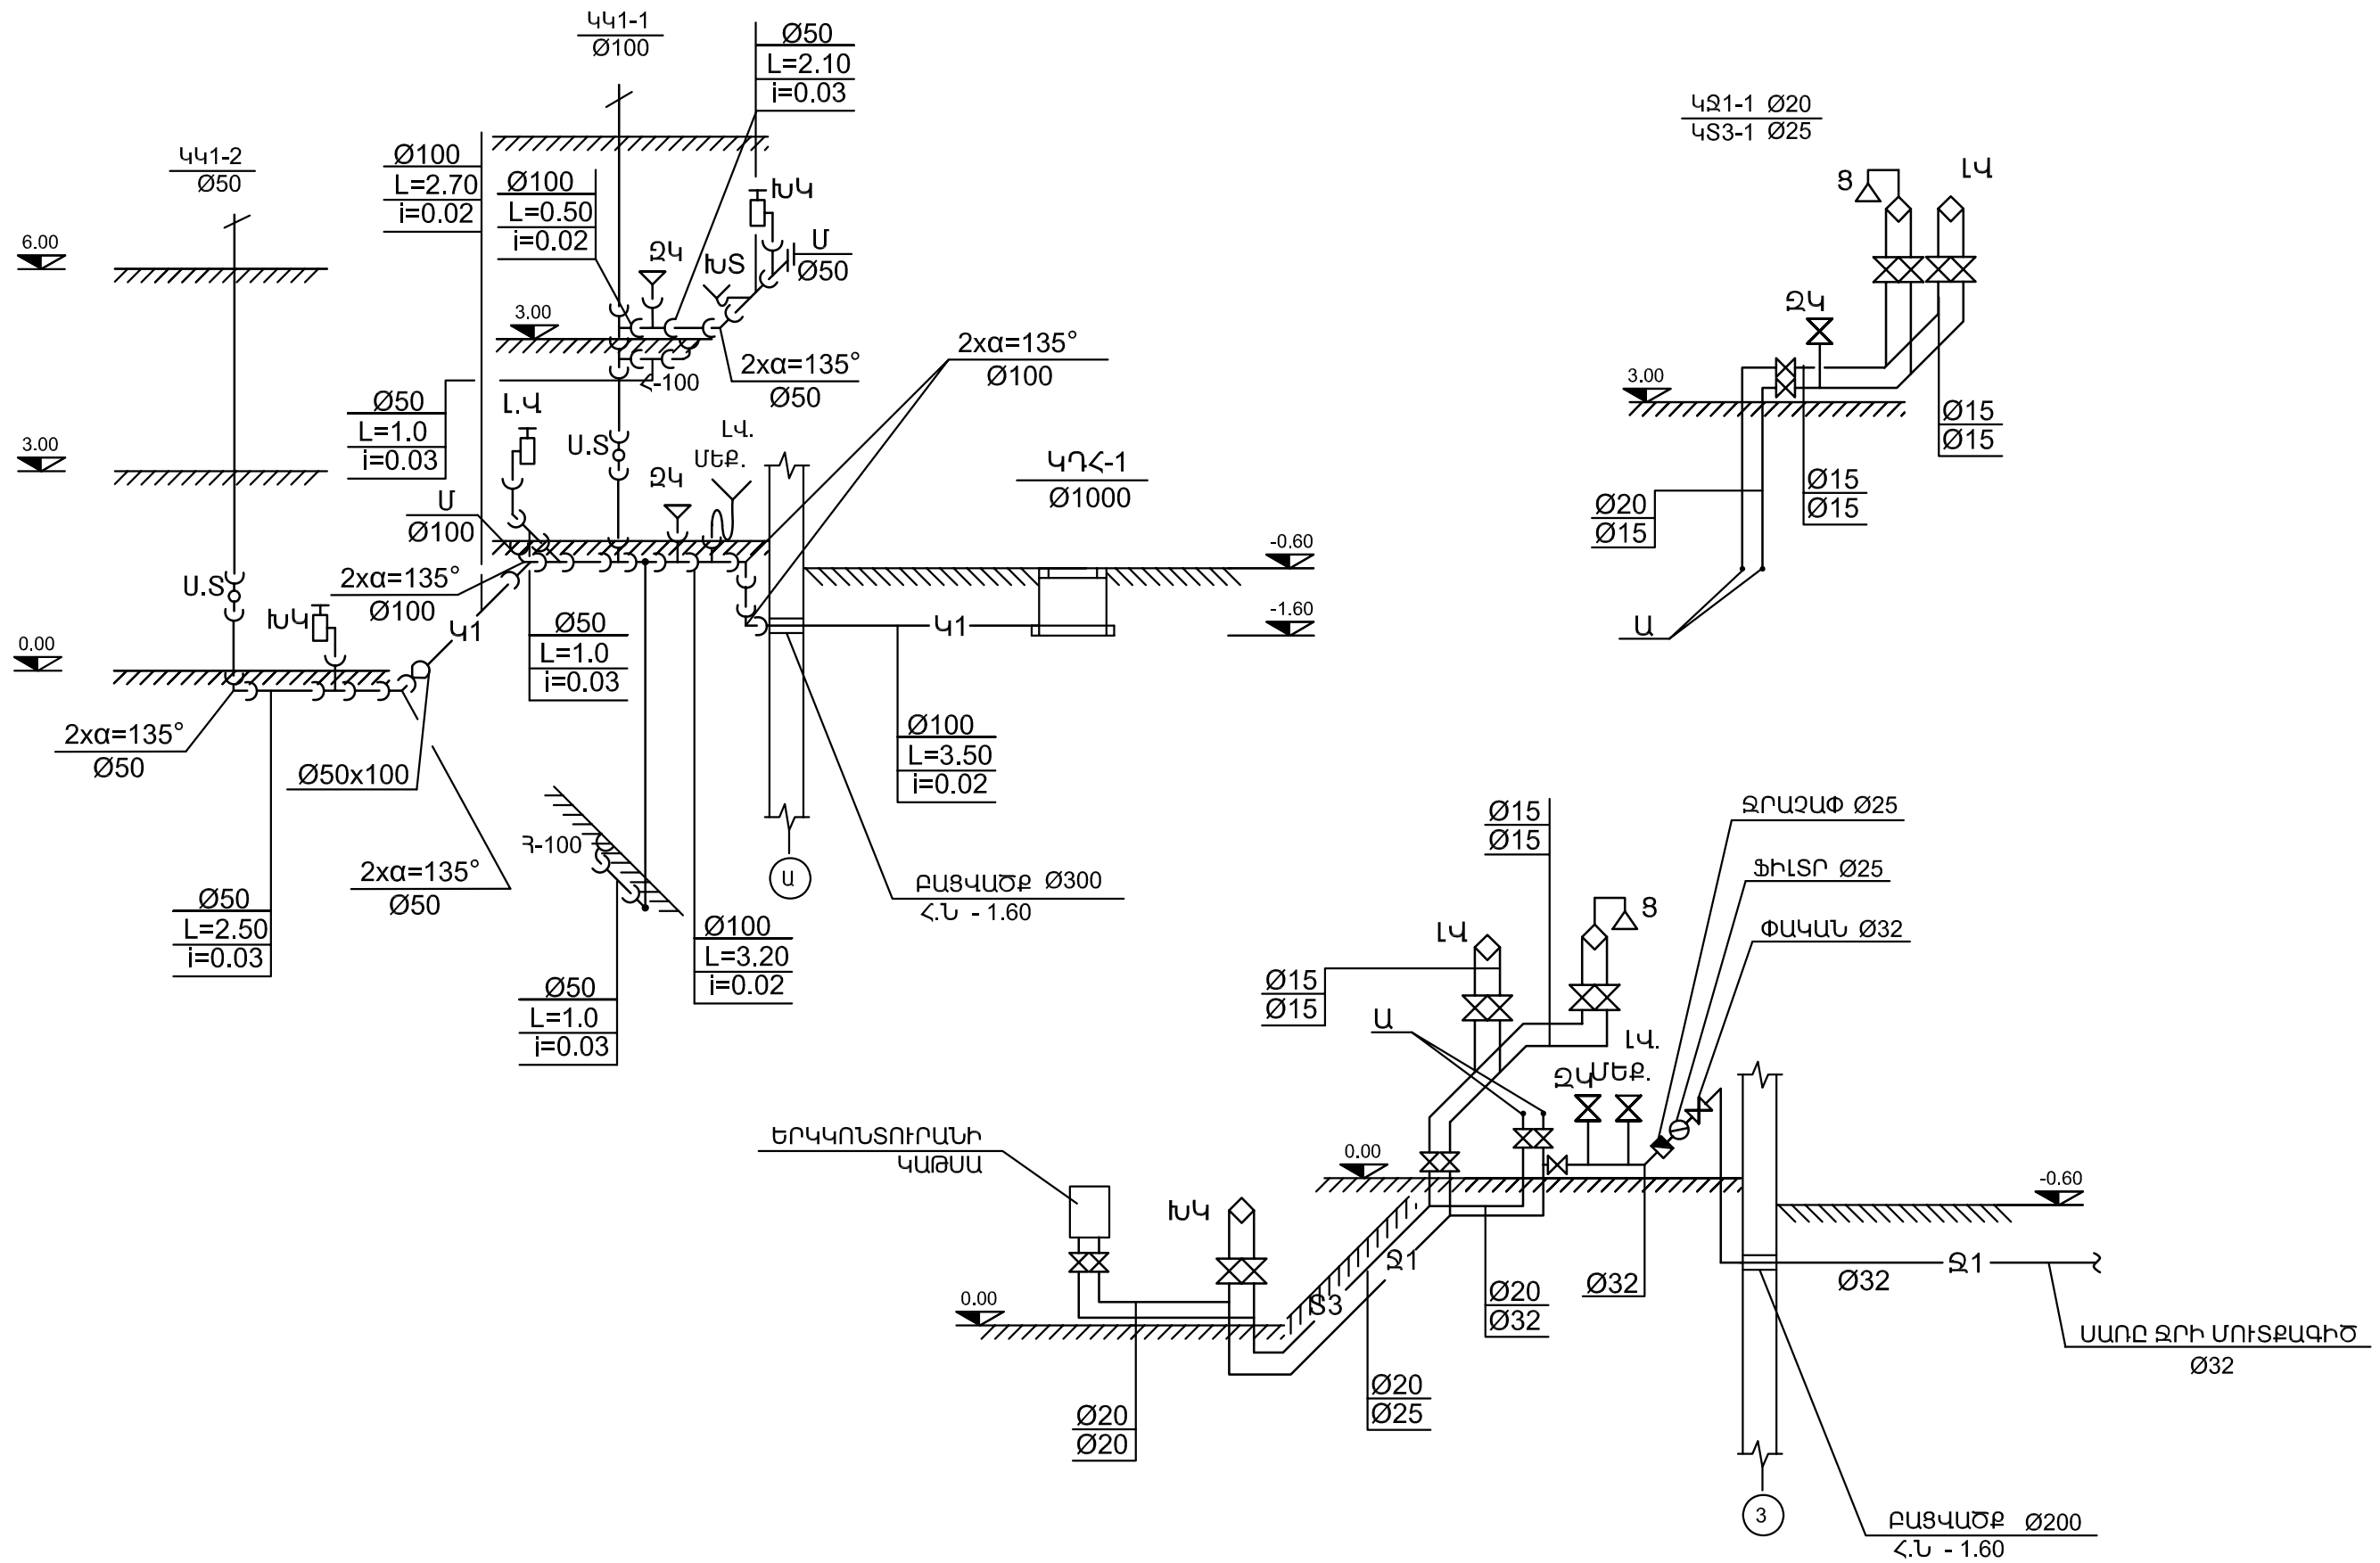 ԿԿ1-1
Ø100
Ø50
L=2.10
i=0.03
ԿԿ1-2
Ø50
Ø100
L=2.70
i=0.02
Ø100
L=0.50
i=0.02
ԽԿ
ԶԿ
ԽՏ
Մ
Ø50
6.00
3.00
2xα=135°
Ø50
Հ-100
2xα=135°
Ø100
Ø50
L=1.0
i=0.03
Լ.Վ
Ս.Տ
ԶԿ
ԼՎ.
ՄԵՔ.
3.00
Մ
Ø100
ԿԴՀ-1
Ø1000
-0.60
-1.60
2xα=135°
Ø100
Ս.Տ
ԽԿ
Կ1
Կ1
0.00
Ø50
L=1.0
i=0.03
2xα=135°
Ø50
Ø50x100
Ø100
L=3.50
i=0.02
2xα=135°
Ø50
-100
Ա
ԲԱՑՎԱԾՔ Ø300
Հ.Ն - 1.60
Ø50
L=2.50
i=0.03
Ø100
L=3.20
i=0.02
Ø50
L=1.0
i=0.03
ԿՋ1-1 Ø20
ԿՏ3-1 Ø25
Ց
ԼՎ
ԶԿ
3.00
Ø15
Ø15
Ø15
Ø15
Ø20
Ø15
Ա
Ø15
Ø15
ՋՐԱՉԱՓ Ø25
ՖԻԼՏՐ Ø25
ՓԱԿԱՆ Ø32
Ց
ԼՎ
Ø15
Ø15
Ա
ԼՎ.
ԶԿ
ՄԵՔ.
ԵՐԿԿՈՆՏՈՒՐԱՆԻ
ԿԱԹՍԱ
0.00
-0.60
ԽԿ
Ջ1
Տ3
0.00
Ø20
Ø32
Ø32
Ø32
Ջ1
ՍԱՌԸ ՋՐԻ ՄՈՒՏՔԱԳԻԾ
Ø32
Ø20
Ø25
Ø20
Ø20
3
ԲԱՑՎԱԾՔ Ø200
Հ.Ն - 1.60